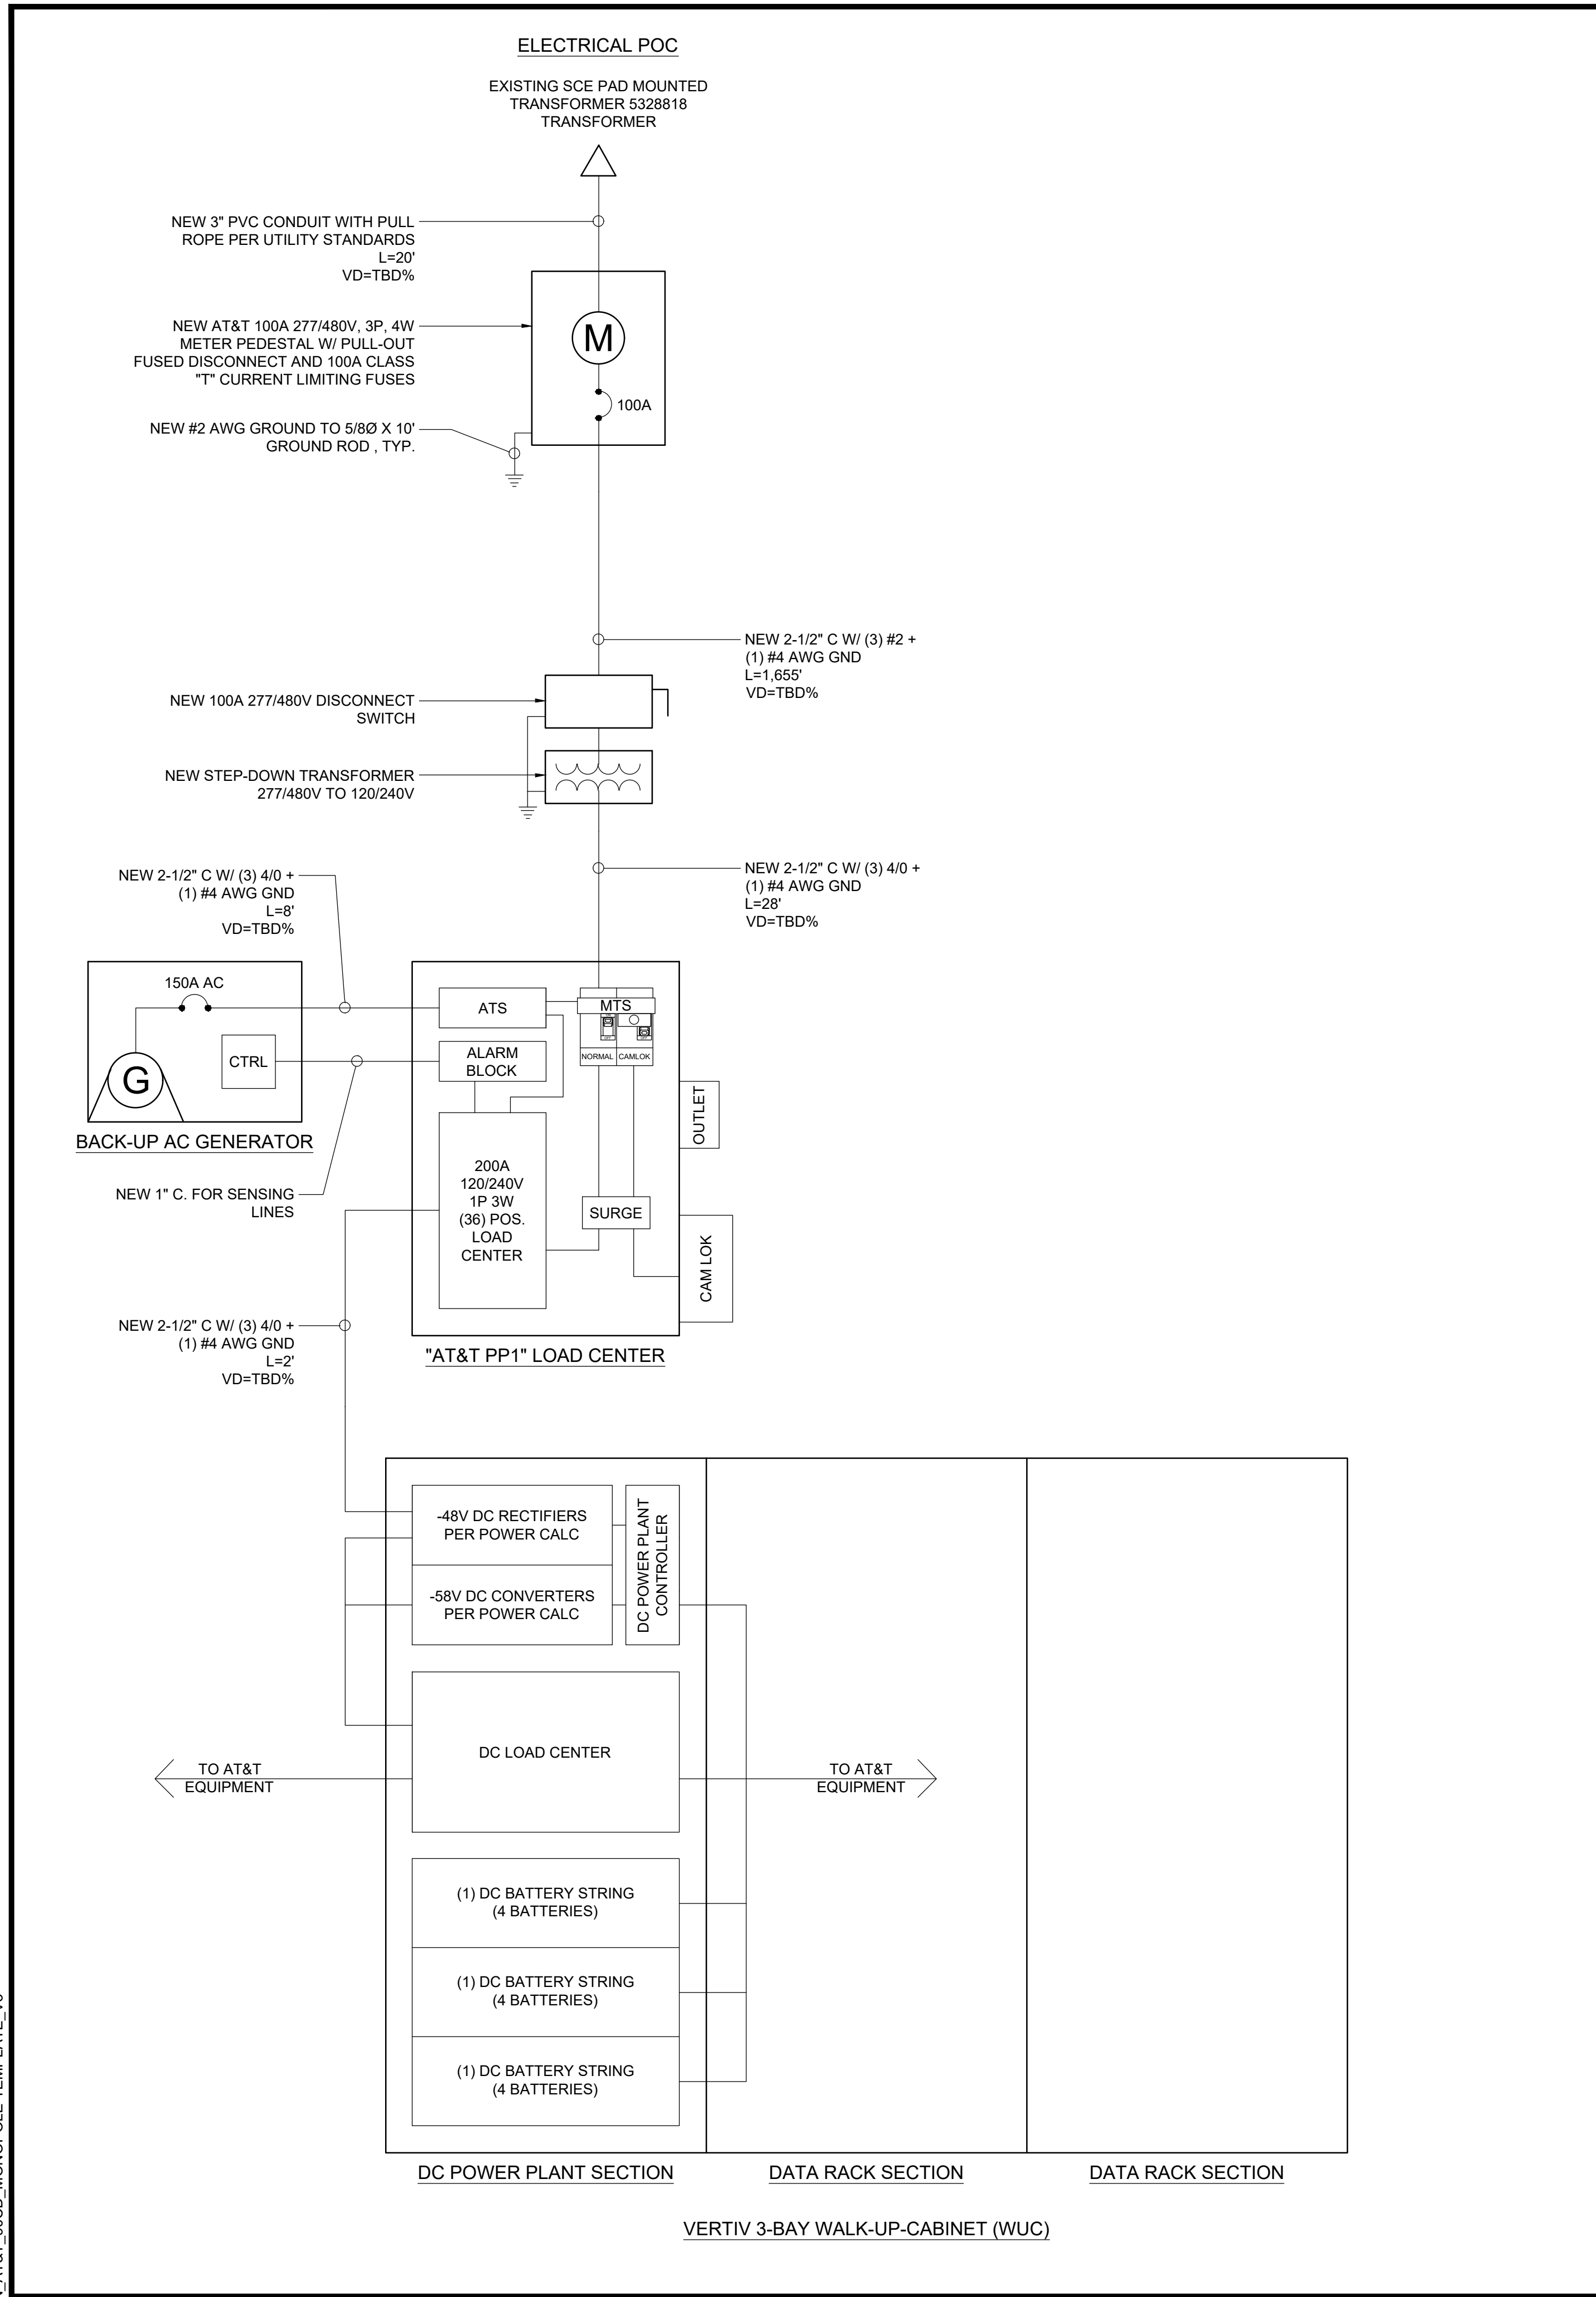 ELECTRICAL POC
EXISTING SCE PAD MOUNTED
TRANSFORMER 5328818
TRANSFORMER
NEW 3" PVC CONDUIT WITH PULL
ROPE PER UTILITY STANDARDS
L=20'
VD=TBD%
NEW AT&T 100A 277/480V, 3P, 4W
METER PEDESTAL W/ PULL-OUT
FUSED DISCONNECT AND 100A CLASS
"T" CURRENT LIMITING FUSES
M
100A
NEW #2 AWG GROUND TO 5/8Ø X 10'
GROUND ROD , TYP.
NEW 2-1/2" C W/ (3) #2 +
(1) #4 AWG GND
L=1,655'
VD=TBD%
NEW 100A 277/480V DISCONNECT
SWITCH
NEW STEP-DOWN TRANSFORMER
277/480V TO 120/240V
NEW 2-1/2" C W/ (3) 4/0 +
(1) #4 AWG GND
L=28'
VD=TBD%
NEW 2-1/2" C W/ (3) 4/0 +
(1) #4 AWG GND
L=8'
VD=TBD%
150A AC
CTRL
G
BACK-UP AC GENERATOR
NEW 1" C. FOR SENSING
LINES
ATS
MTS
NORMAL
CAMLOK
ALARM
BLOCK
OUTLET
200A
120/240V
1P 3W
(36) POS.
LOAD
CENTER
SURGE
CAM LOK
"AT&T PP1" LOAD CENTER
NEW 2-1/2" C W/ (3) 4/0 +
(1) #4 AWG GND
L=2'
VD=TBD%
-48V DC RECTIFIERS
PER POWER CALC
-58V DC CONVERTERS
PER POWER CALC
DC POWER PLANT
CONTROLLER
DC LOAD CENTER
TO AT&T
EQUIPMENT
TO AT&T
EQUIPMENT
(1) DC BATTERY STRING
(4 BATTERIES)
(1) DC BATTERY STRING
(4 BATTERIES)
(1) DC BATTERY STRING
(4 BATTERIES)
DC POWER PLANT SECTION
DATA RACK SECTION
DATA RACK SECTION
VERTIV 3-BAY WALK-UP-CABINET (WUC)